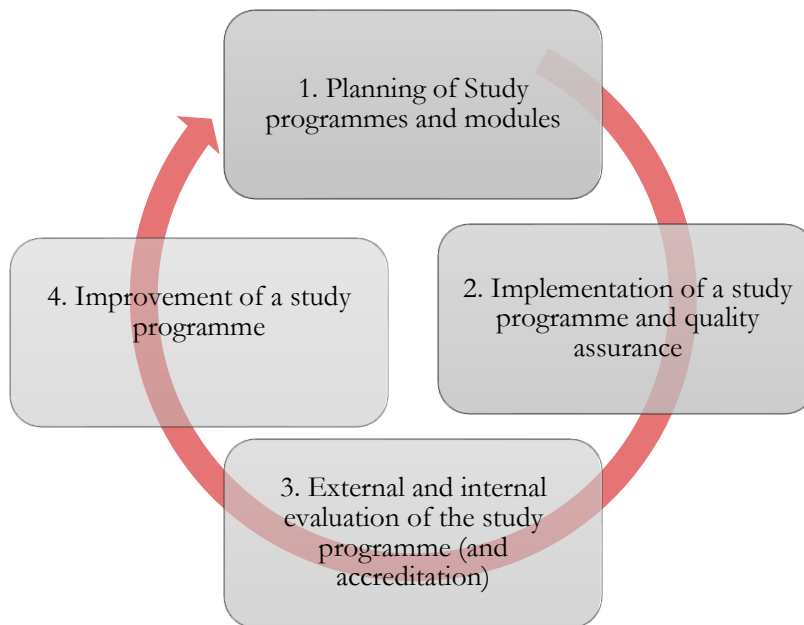 1. Planning of Study
programmes and modules
2. Implementation of a study
programme and quality
assurance
3. External and internal
evaluation of the study
programme (and
accreditation)
4. Improvement of a study
programme